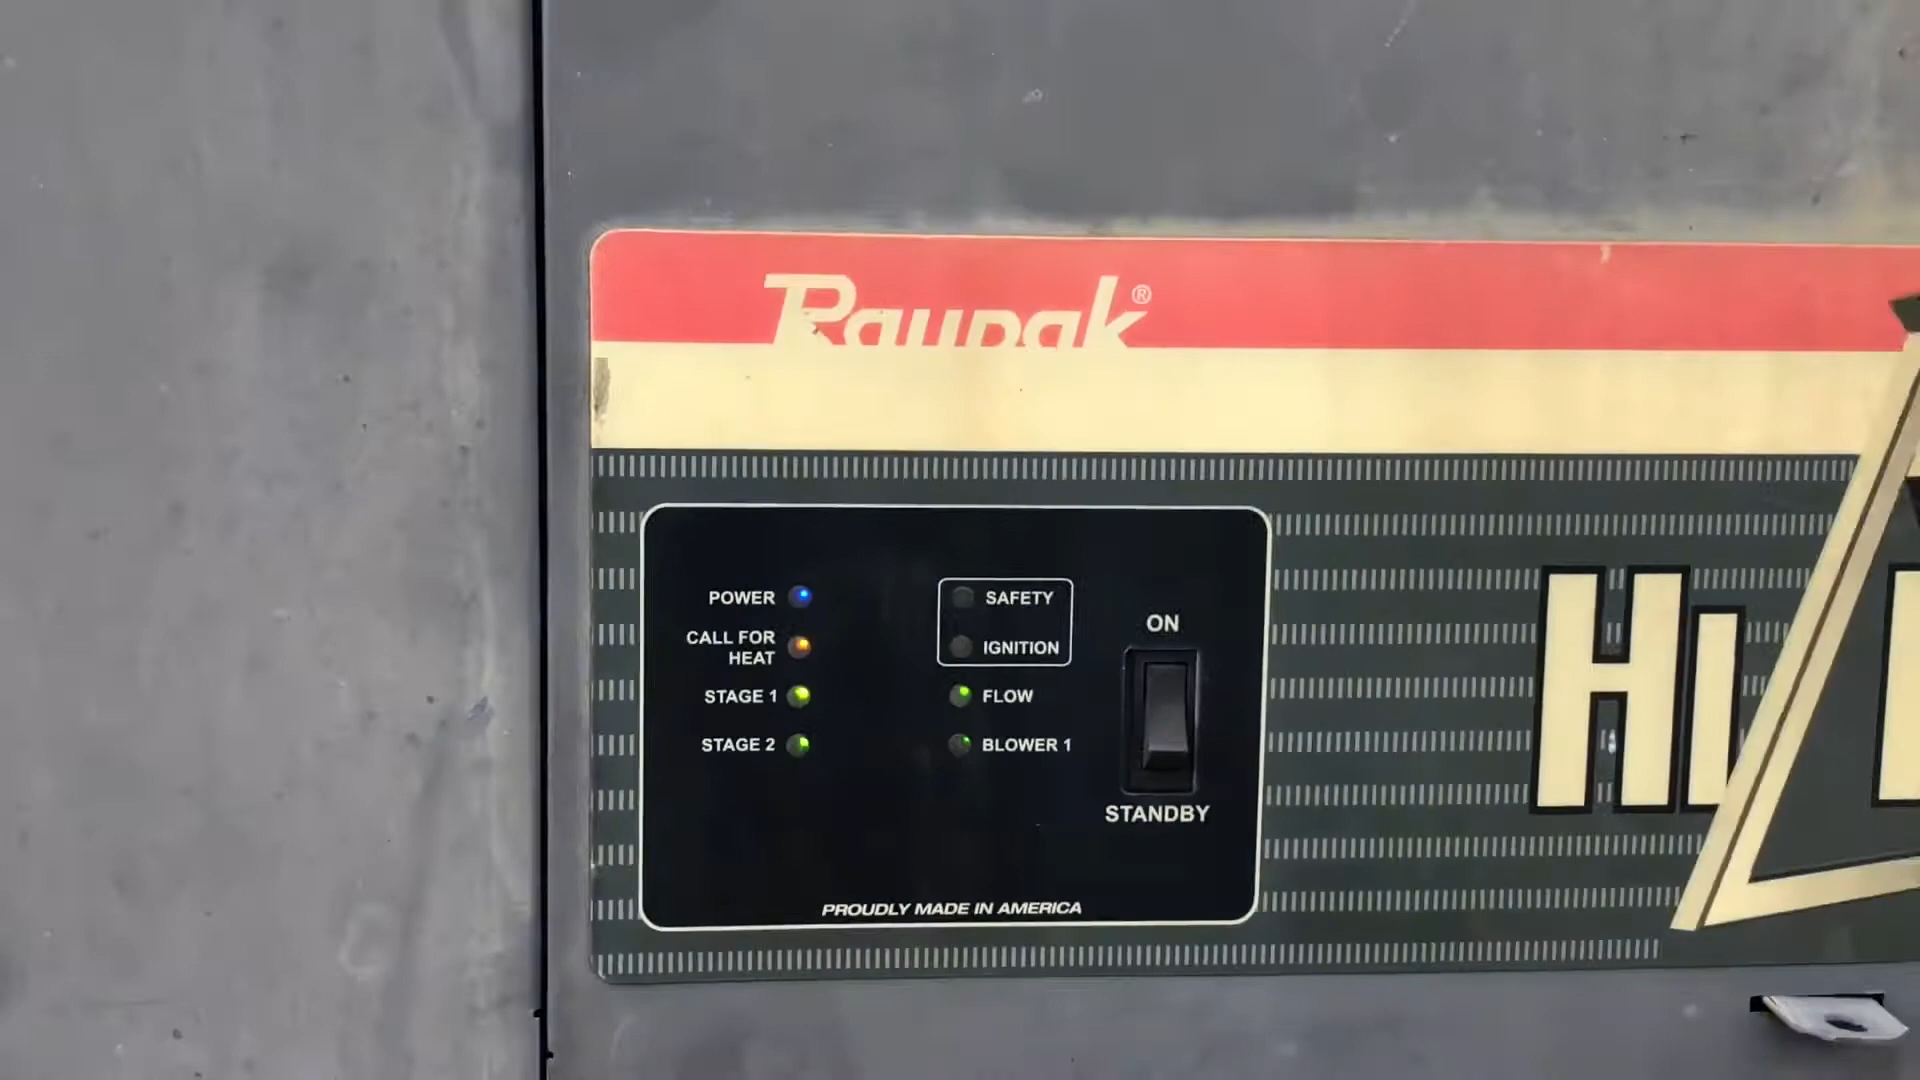 Raypak®
POWER
CALL FOR
HEAT
STAGE 1
STAGE 2
SAFETY
IGNITION
FLOW
BLOWER 1
ON
STANDBY
PROUDLY MADE IN AMERICA
HI